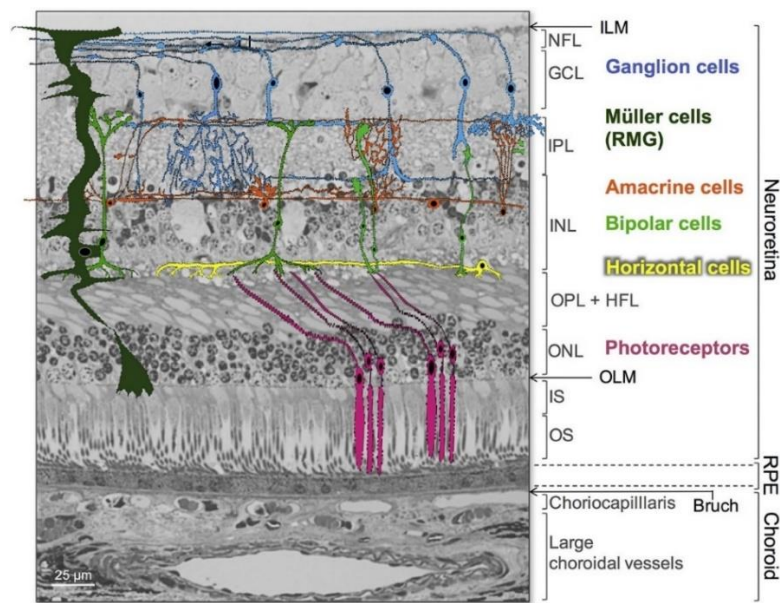 ILM
NFL
GCL
Ganglion cells
Müller cells
(RMG)
IPL
Amacrine cells
INL
Bipolar cells
Horizontal cells
OPL + HFL
ONL
Photoreceptors
OLM
IS
OS
Neuroretina
RPE
Choriocapilllaris
Bruch
Large
choroidal vessels
Choroid
25 µm